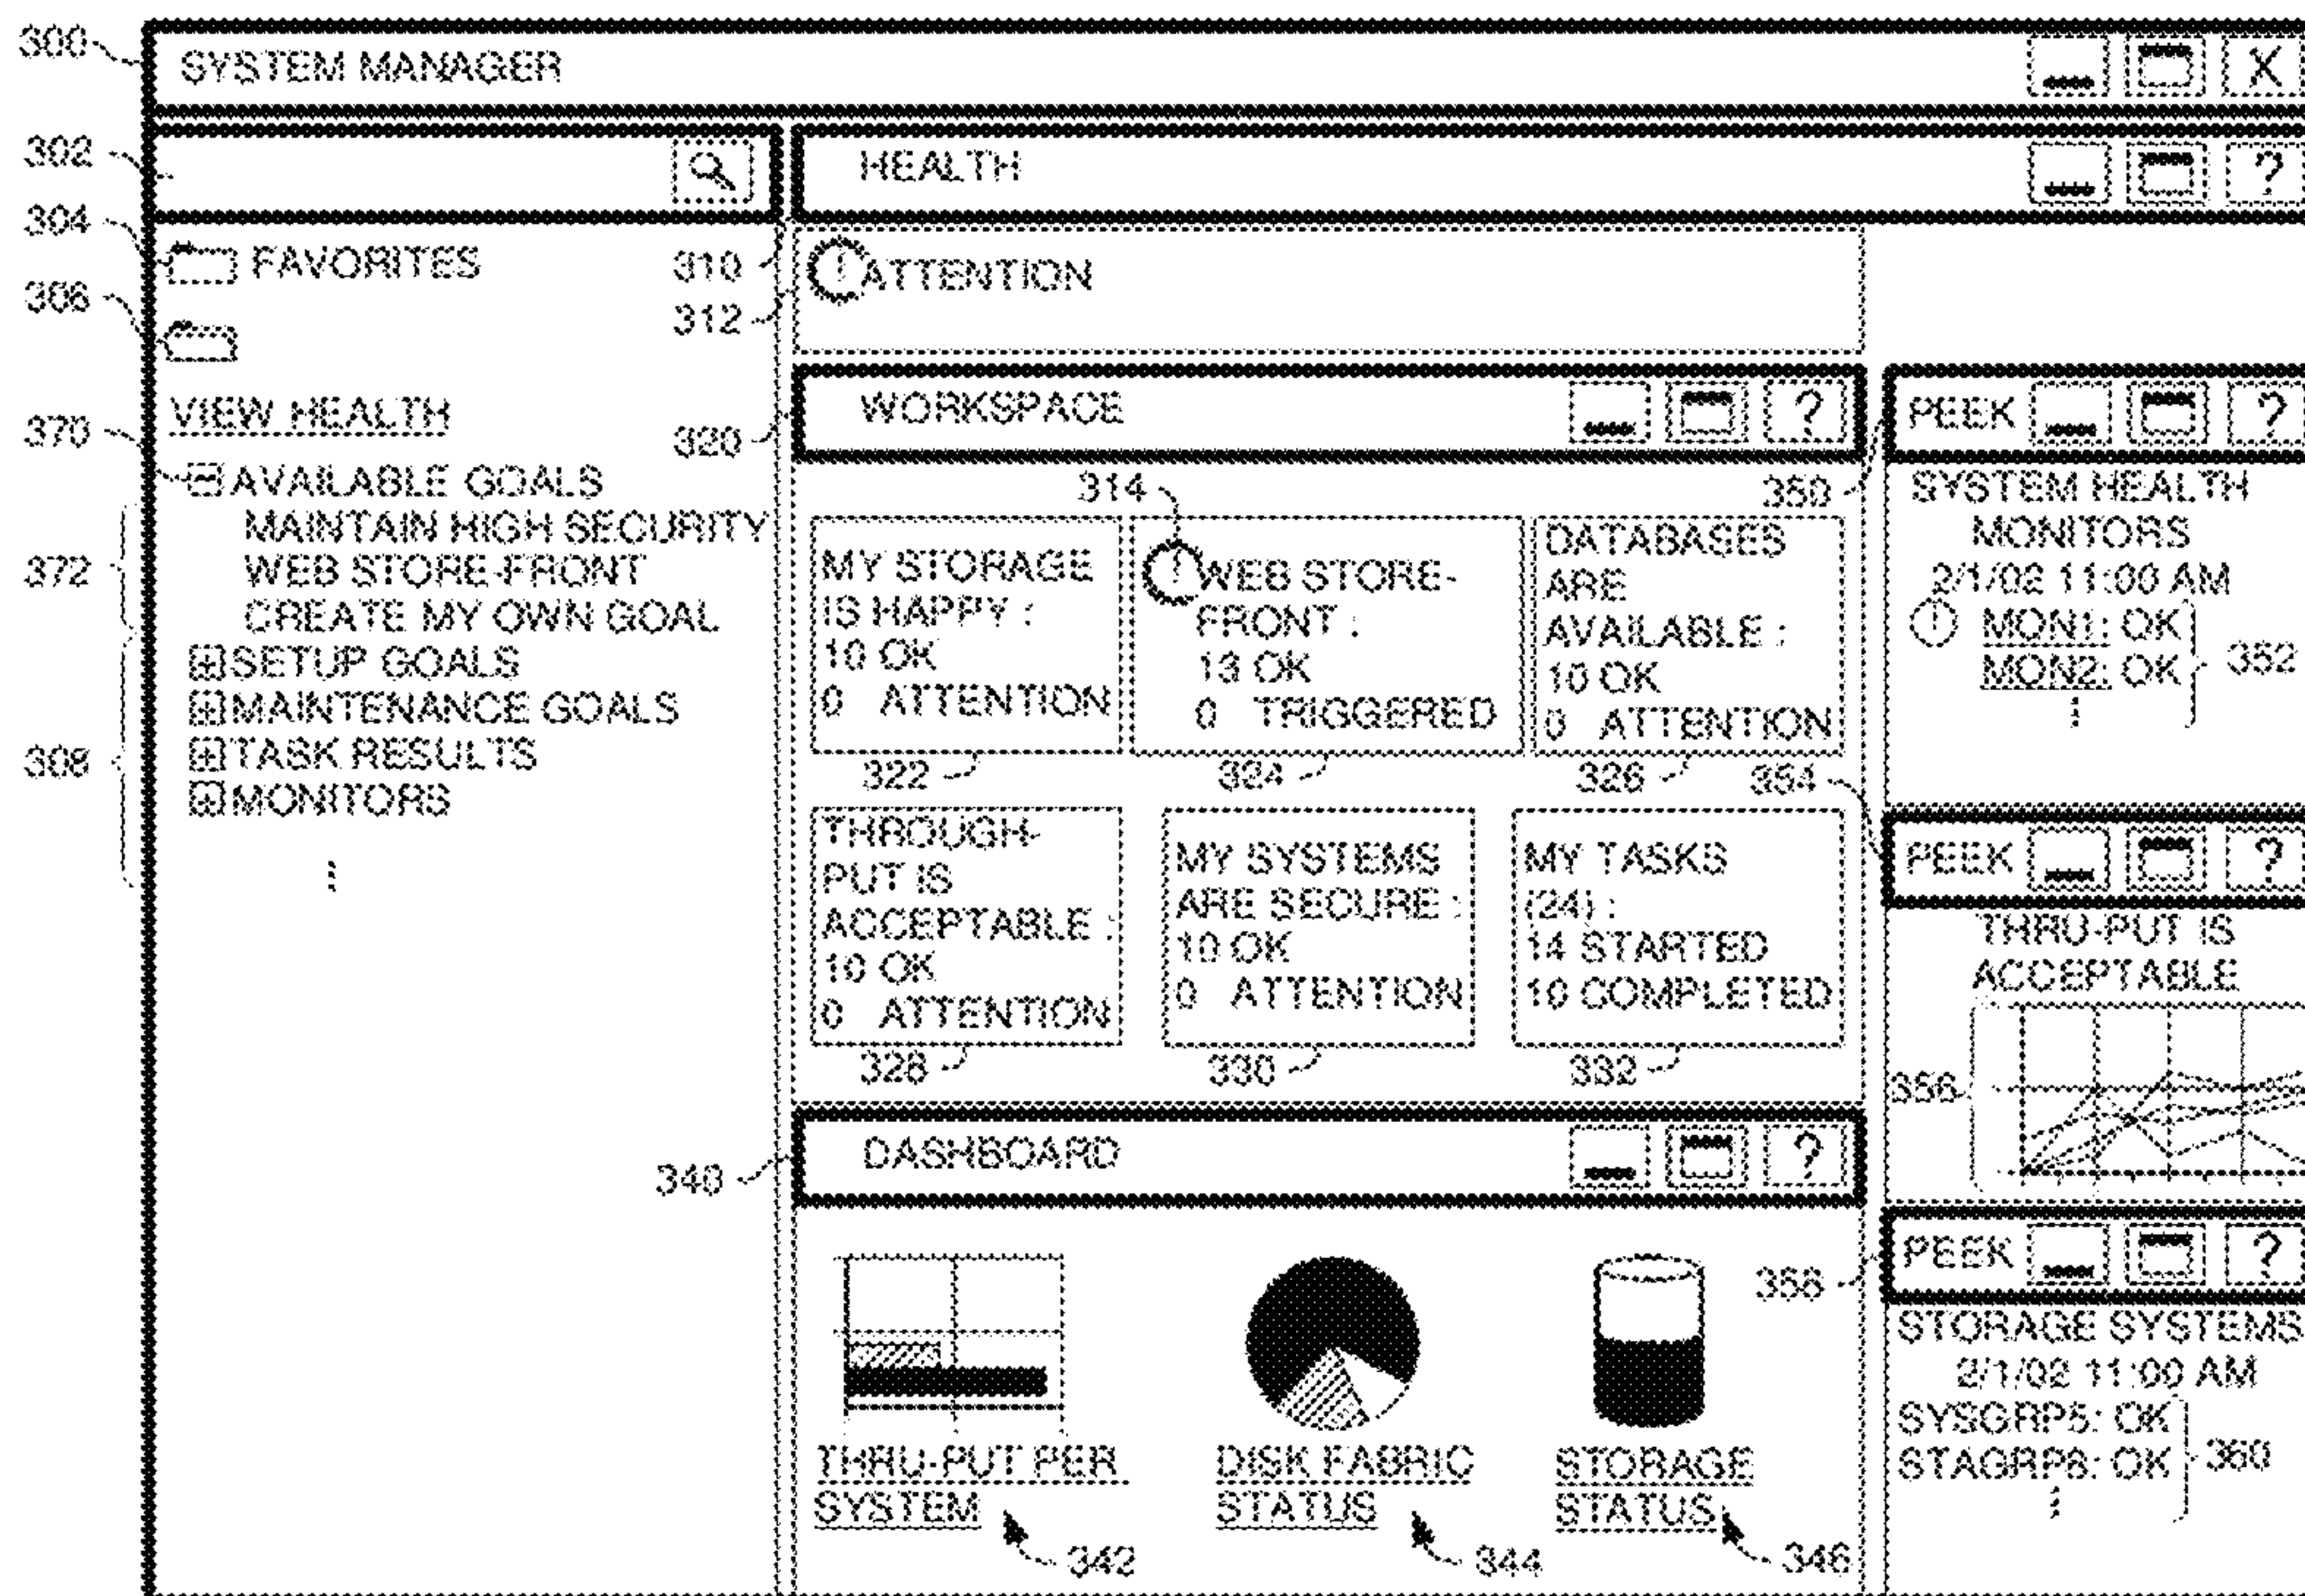 300
SYSTEM MANAGER
X
302
HEALTH
?
304
FAVORITES
306
310
312
! ATTENTION
VIEW HEALTH
370
AVAILABLE GOALS
372
MAINTAIN HIGH SECURITY
WEB STORE-FRONT
CREATE MY OWN GOAL
308
SETUP GOALS
MAINTENANCE GOALS
TASK RESULTS
MONITORS
320
WORKSPACE
?
314
MY STORAGE
IS HAPPY :
10 OK
0 ATTENTION
322
! WEB STORE-
FRONT :
13 OK
0 TRIGGERED
324
DATABASES
ARE
AVAILABLE :
10 OK
0 ATTENTION
326
THROUGH-
PUT IS
ACCEPTABLE :
10 OK
0 ATTENTION
328
MY SYSTEMS
ARE SECURE :
10 OK
0 ATTENTION
330
MY TASKS
(24) :
14 STARTED
10 COMPLETED
332
340
DASHBOARD
?
THRU-PUT PER
SYSTEM
342
DISK FABRIC
STATUS
344
STORAGE
STATUS
346
350
PEEK
?
SYSTEM HEALTH
MONITORS
2/1/02 11:00 AM
! MON1: OK
MON2: OK
352
354
PEEK
?
THRU-PUT IS
ACCEPTABLE
356
358
PEEK
?
STORAGE SYSTEMS
2/1/02 11:00 AM
SYSGRP5: OK
STAGRP6: OK
360